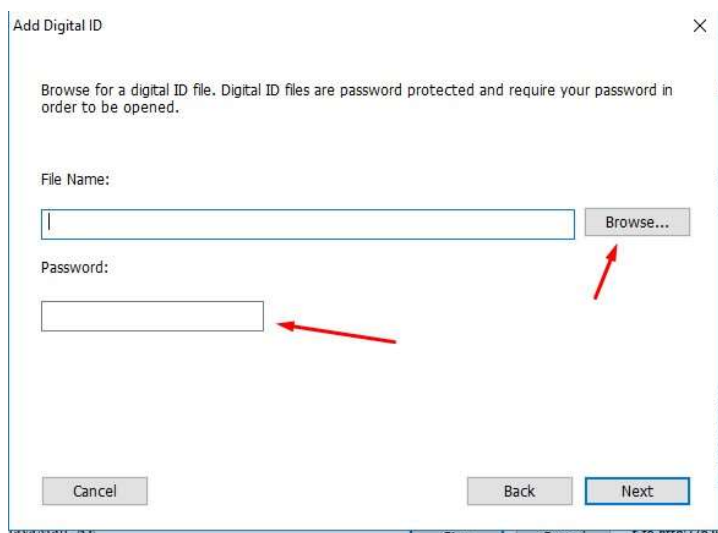 Add Digital ID
Browse for a digital ID file. Digital ID files are password protected and require your password in
order to be opened.
File Name:
Browse...
Password:
Cancel
Back
Next